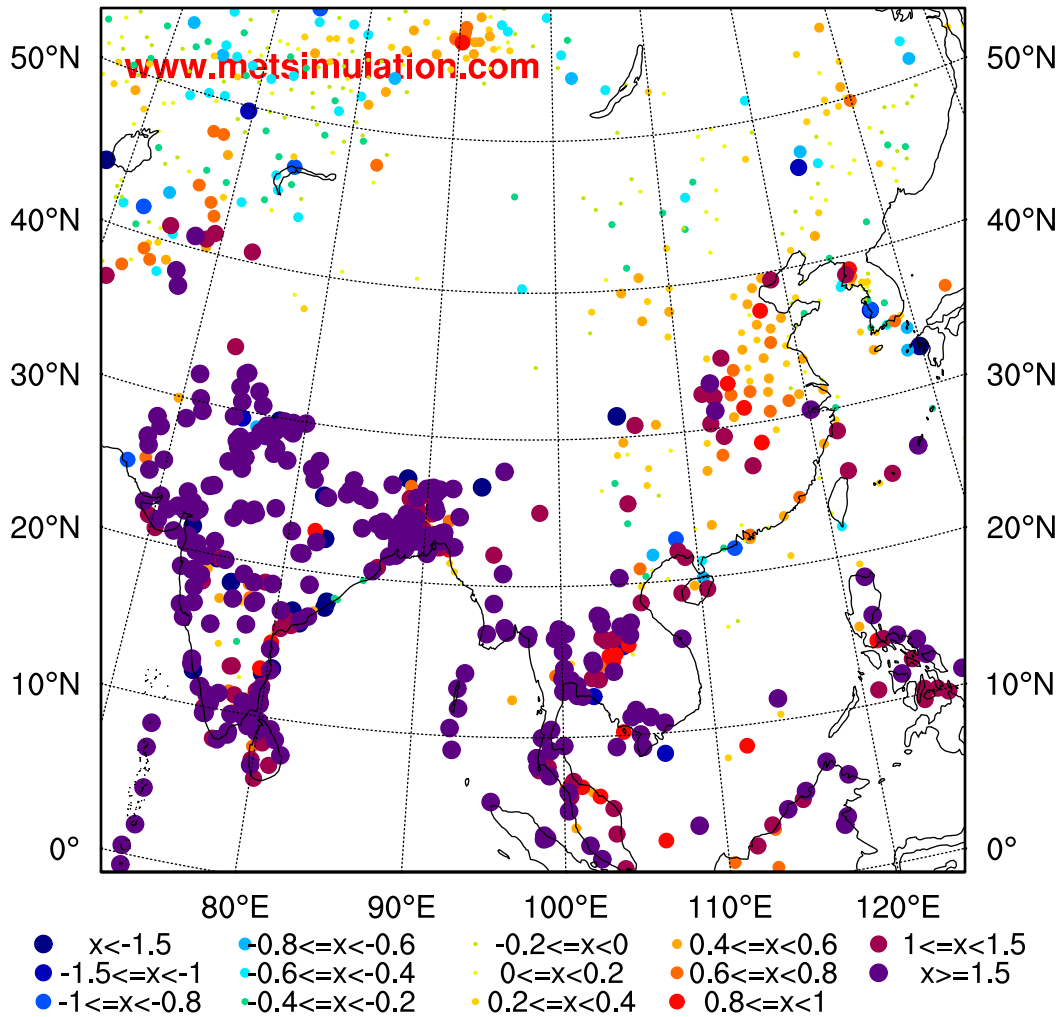 50°N 50°N
www.metsimulation.com
40°N 40°N
30°N 30°N
20°N 20°N
10°N 10°N
0° 0°
80°E 90°E 100°E 110°E 120°E
x<-1.5 -0.8<=x<-0.6 -0.2<=x<0 0.4<=x<0.6 1<=x<1.5
-1.5<=x<-1 -0.6<=x<-0.4 0<=x<0.2 0.6<=x<0.8 x>=1.5
-1<=x<-0.8 -0.4<=x<-0.2 0.2<=x<0.4 0.8<=x<1